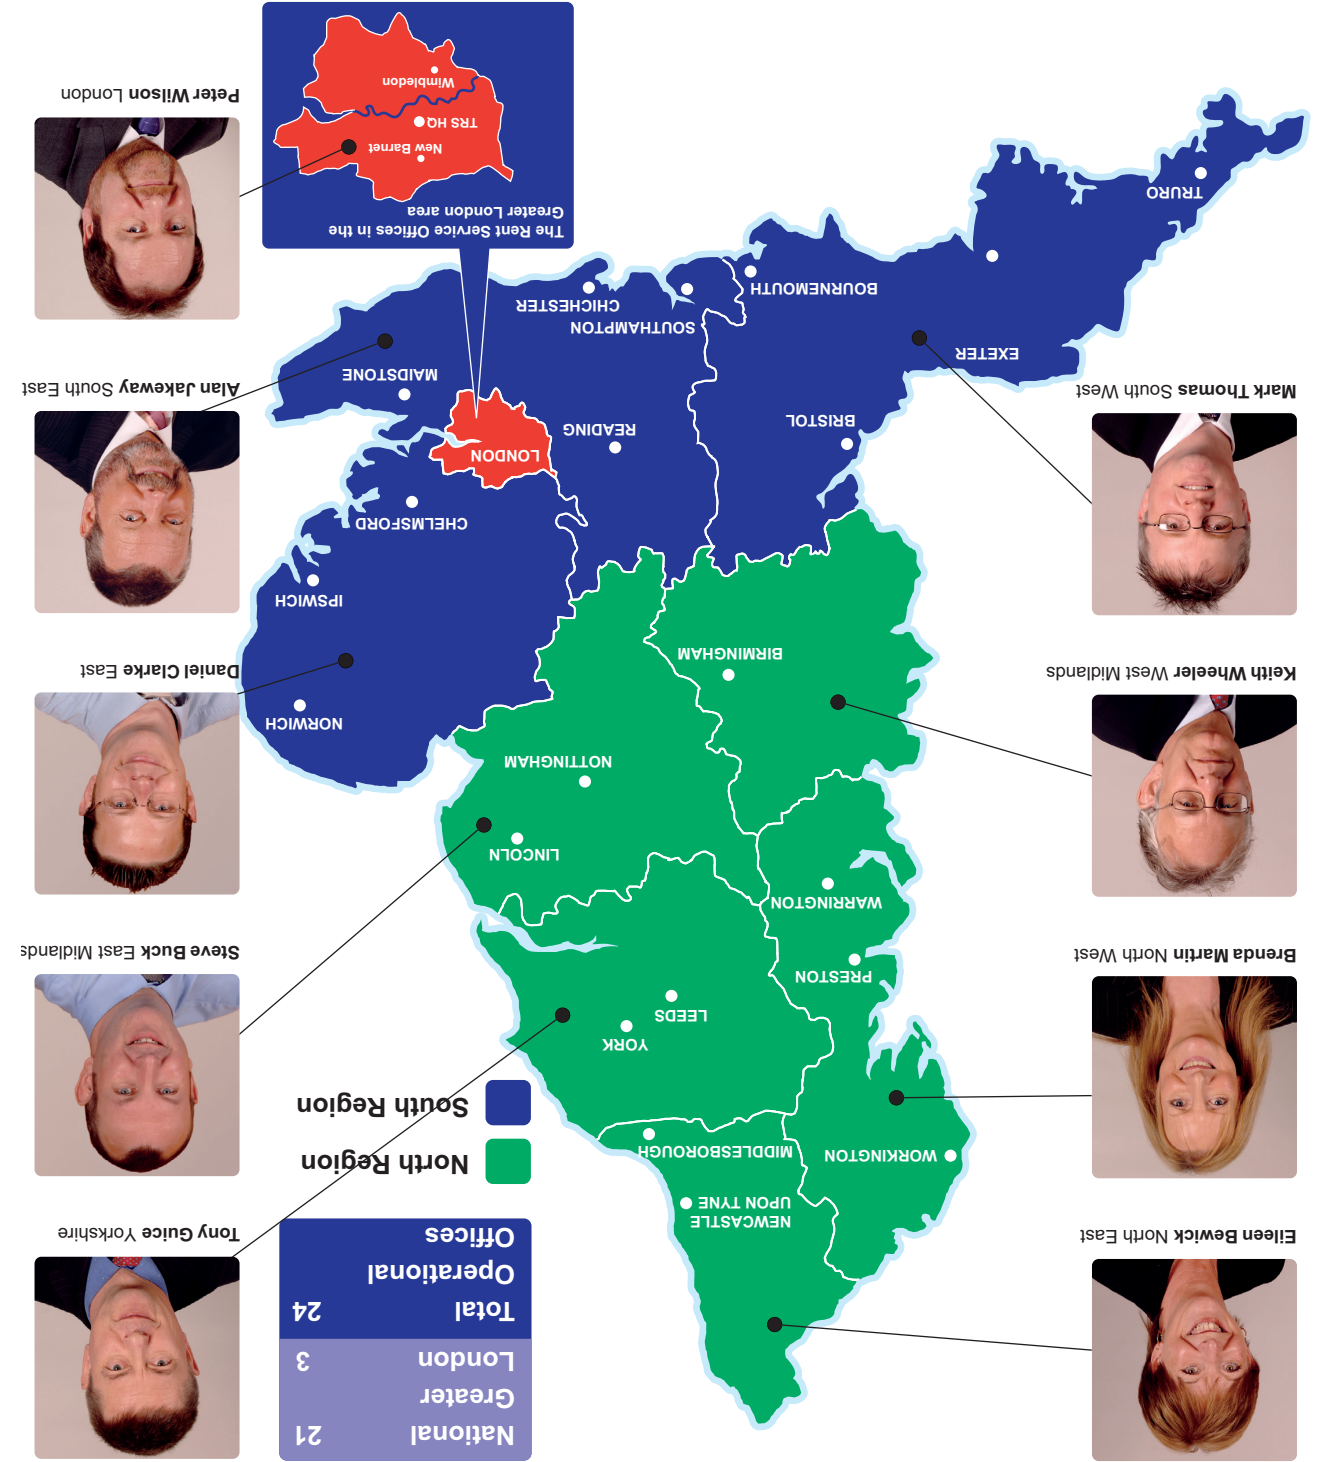 National 21
Greater
London 3
Total 24
Operational
Offices
North Region
South Region
Eileen Bewick North East
Brenda Martin North West
Keith Wheeler West Midlands
Mark Thomas South West
Tony Guice Yorkshire
Steve Buck East Midlands
Daniel Clarke East
Alan Jakeway South East
Peter Wilson London
NEWCASTLE
UPON TYNE
WORKINGTON
MIDDLESBOROUGH
YORK
LEEDS
PRESTON
WARRINGTON
LINCOLN
NOTTINGHAM
NORWICH
BIRMINGHAM
IPSWICH
CHELMSFORD
LONDON
READING
BRISTOL
MAIDSTONE
EXETER
SOUTHAMPTON
CHICHESTER
BOURNEMOUTH
TRURO
The Rent Service Offices in the
Greater London area
New Barnet
TRS HQ
Wimbledon